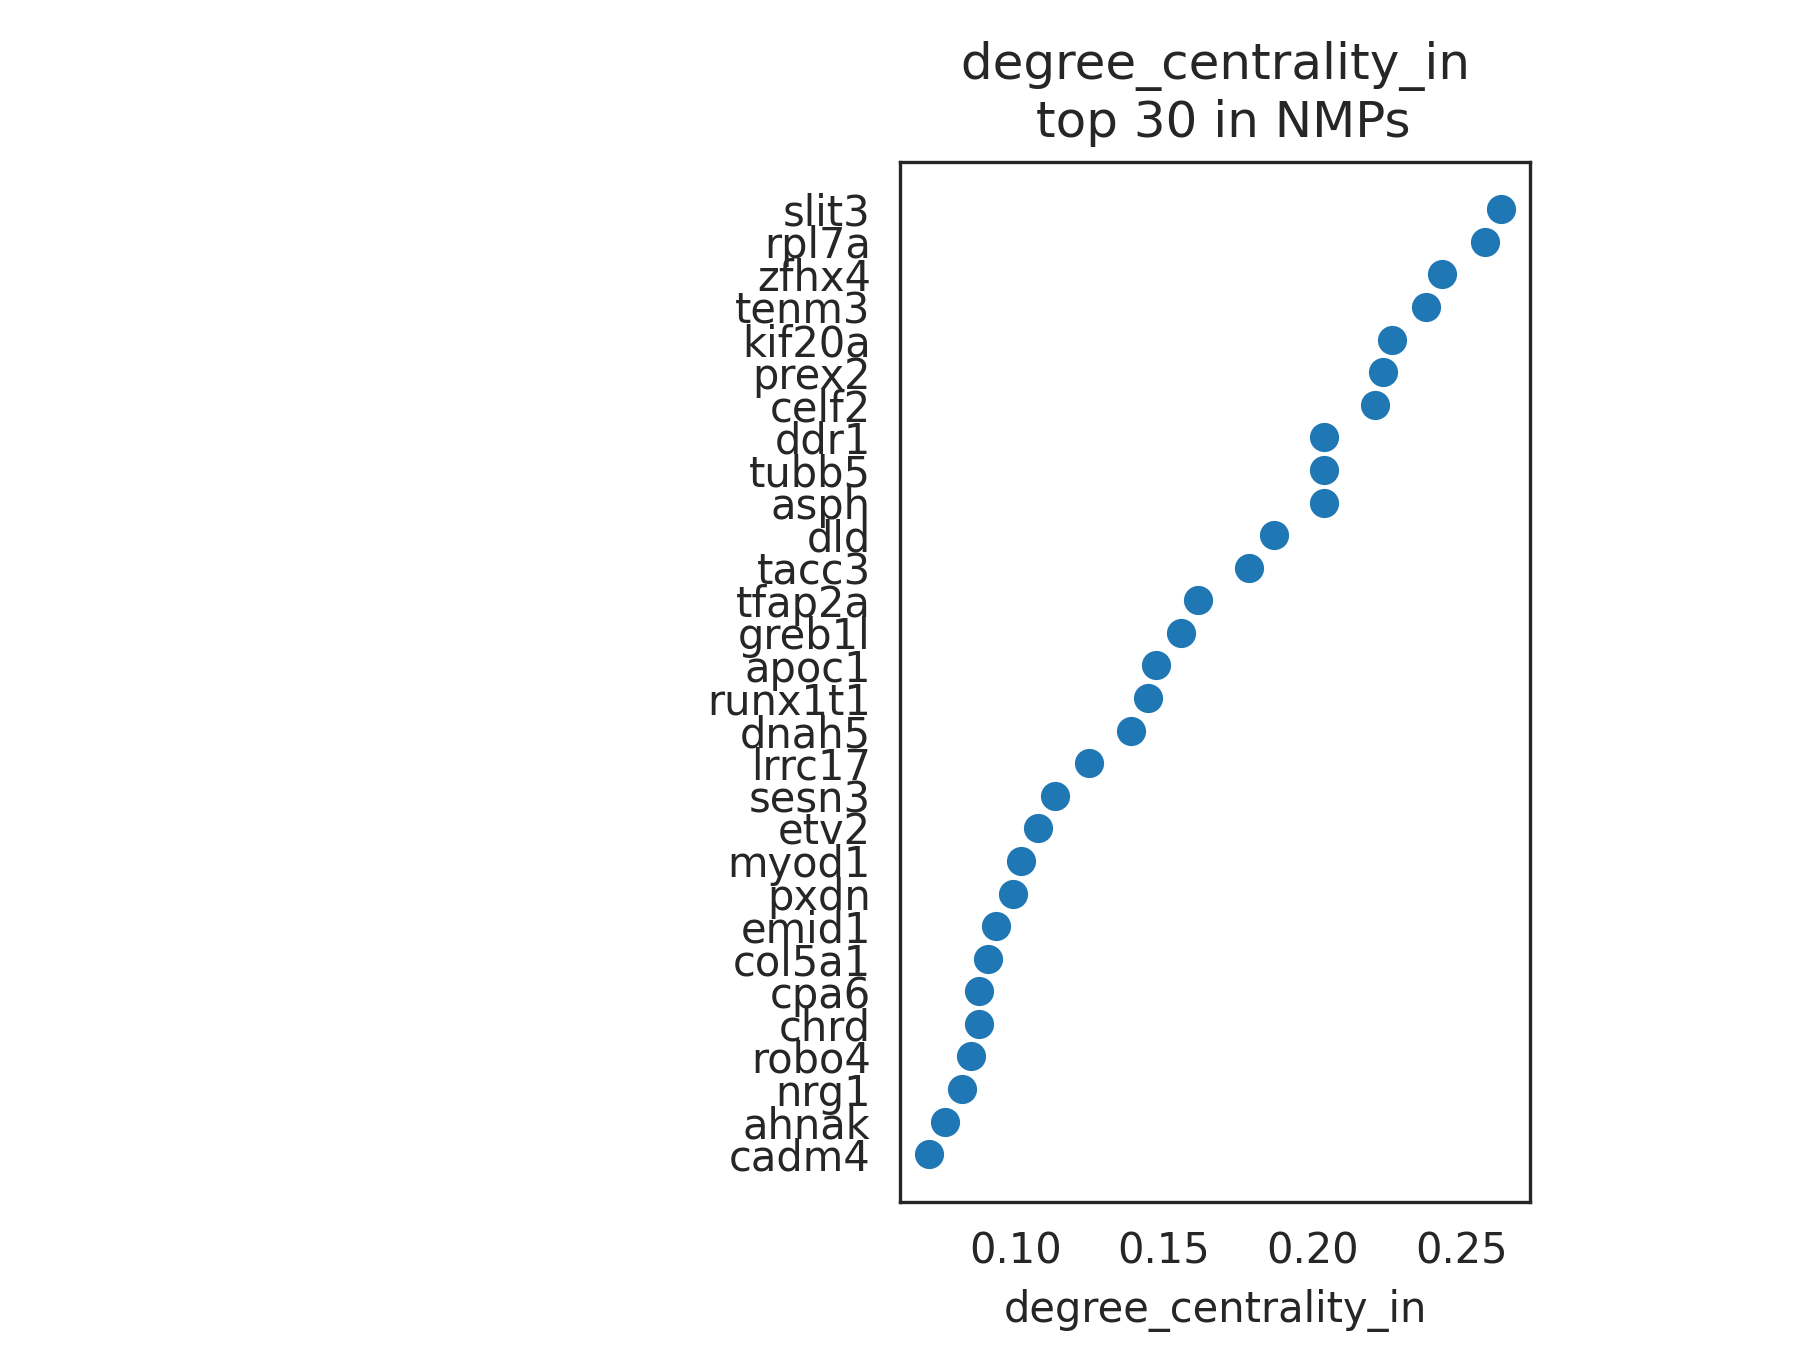 degree_centrality_in
top 30 in NMPs
slit3
rpl7a
zfhx4
tenm3
kif20a
prex2
celf2
ddr1
tubb5
asph
dld
tacc3
tfap2a
greb1l
apoc1
runx1t1
dnah5
lrrc17
sesn3
etv2
myod1
pxdn
emid1
col5a1
cpa6
chrd
robo4
nrg1
ahnak
cadm4
0.10 0.15 0.20 0.25
degree_centrality_in